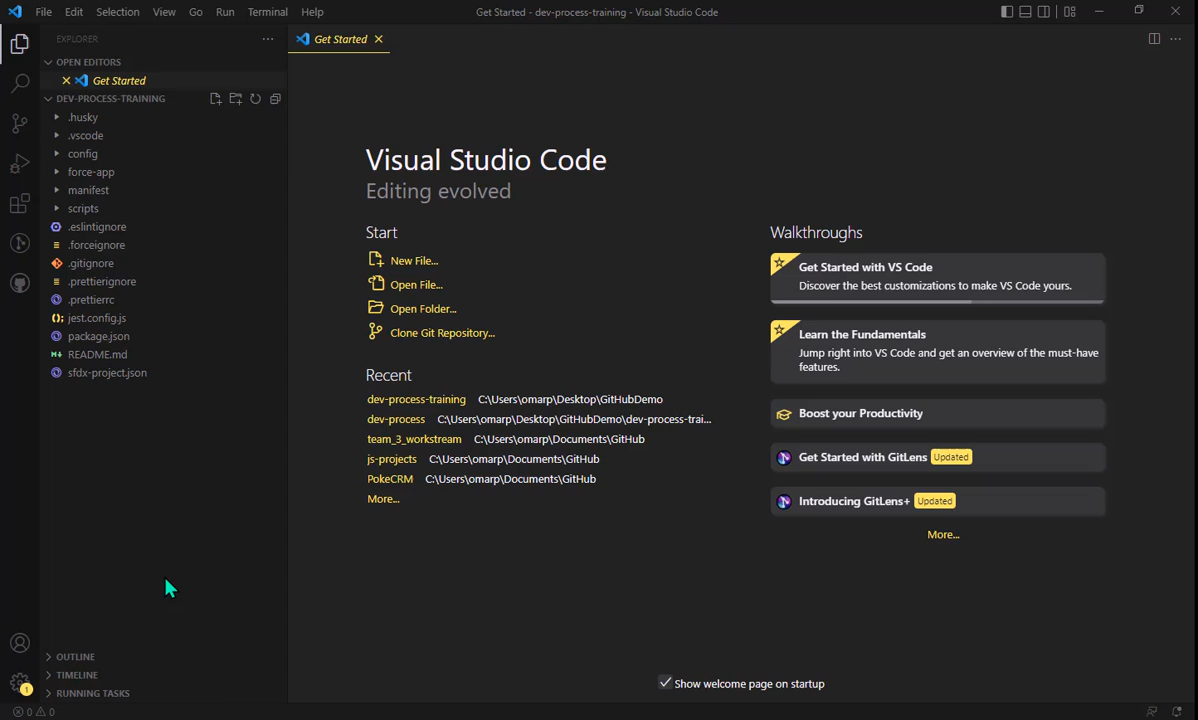 File Edit Selection View Go Run Terminal Help
Get Started - dev-process-training - Visual Studio Code
EXPLORER
OPEN EDITORS
Get Started
DEV-PROCESS-TRAINING
.husky
.vscode
config
force-app
manifest
scripts
.eslintignore
.forceignore
.gitignore
.prettierignore
.prettierrc
jest.config.js
package.json
README.md
sfdx-project.json
OUTLINE
TIMELINE
RUNNING TASKS
1
0 0
Get Started
Visual Studio Code
Editing evolved
Start
New File...
Open File...
Open Folder...
Clone Git Repository...
Recent
dev-process-training C:\Users\omarp\Desktop\GitHubDemo
dev-process C:\Users\omarp\Desktop\GitHubDemo\dev-process-trai...
team_3_workstream C:\Users\omarp\Documents\GitHub
js-projects C:\Users\omarp\Documents\GitHub
PokeCRM C:\Users\omarp\Documents\GitHub
More...
Walkthroughs
Get Started with VS Code
Discover the best customizations to make VS Code yours.
Learn the Fundamentals
Jump right into VS Code and get an overview of the must-have
features.
Boost your Productivity
Get Started with GitLens Updated
Introducing GitLens+ Updated
More...
Show welcome page on startup